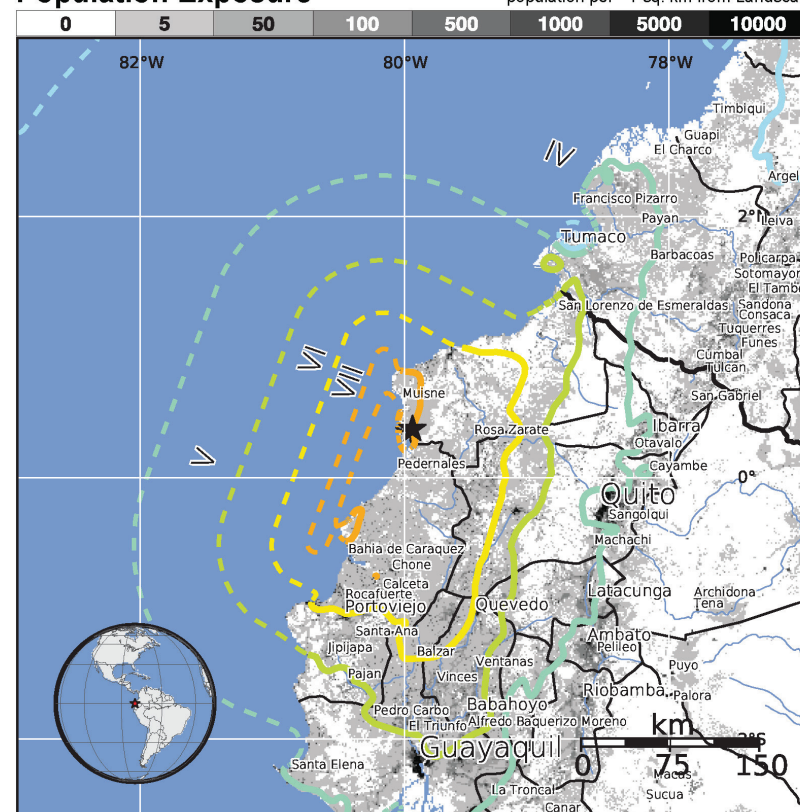 Population Exposure
population per ~1 sq. km from Landscan
0 5 50 100 500 1000 5000 10000
82°W 80°W 78°W
Timbiqui
IV
Guapi
El Charco
Argel
Francisco Pizarro
Payan
2°N
Leiva
Tumaco
Barbacoas
Policarpa
Sotomayor
El Tambo
San Lorenzo de Esmeraldas
Sandona
Consaca
Tuquerres
Funes
VI
VII
Cumbal
Tulcan
Muisne
San Gabriel
Rosa Zarate
Ibarra
Otavalo
V
Pedernales
Cayambe
0°
Quito
Sangolqui
Machachi
Bahia de Caraquez
Chone
Calceta
Rocafuerte
Portoviejo
Quevedo
Latacunga
Archidona
Tena
Santa Ana
Ambato
Pelileo
Jipijapa
Balzar
Ventanas
Puyo
Pajan
Vinces
Riobamba
Palora
Pedro Carbo
Babahoyo
El Triunfo
Alfredo Baquerizo Moreno
km
2°S
Guayaquil
0 75 150
Santa Elena
Macas
La Troncal
Sucua
Canar